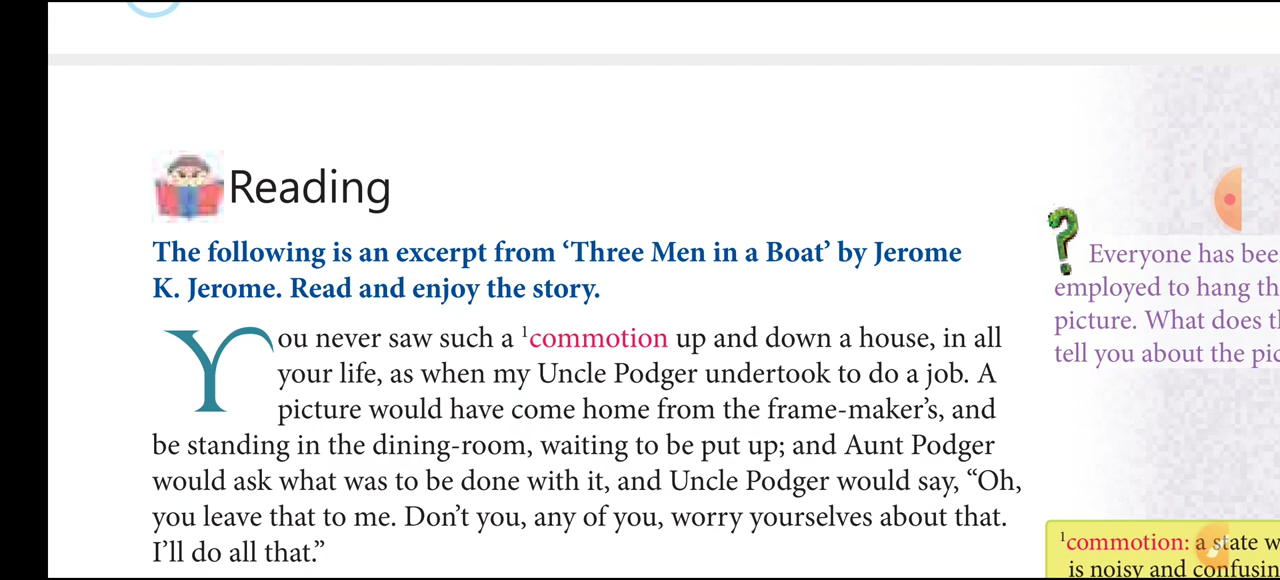 Reading
The following is an excerpt from ‘Three Men in a Boat’ by Jerome
K. Jerome. Read and enjoy the story.
You never saw such a ¹commotion up and down a house, in all
your life, as when my Uncle Podger undertook to do a job. A
picture would have come home from the frame-maker’s, and
be standing in the dining-room, waiting to be put up; and Aunt Podger
would ask what was to be done with it, and Uncle Podger would say, “Oh,
you leave that to me. Don’t you, any of you, worry yourselves about that.
I’ll do all that.”
? Everyone has bee
employed to hang th
picture. What does t
tell you about the pic
¹commotion: a state w
is noisy and confusin